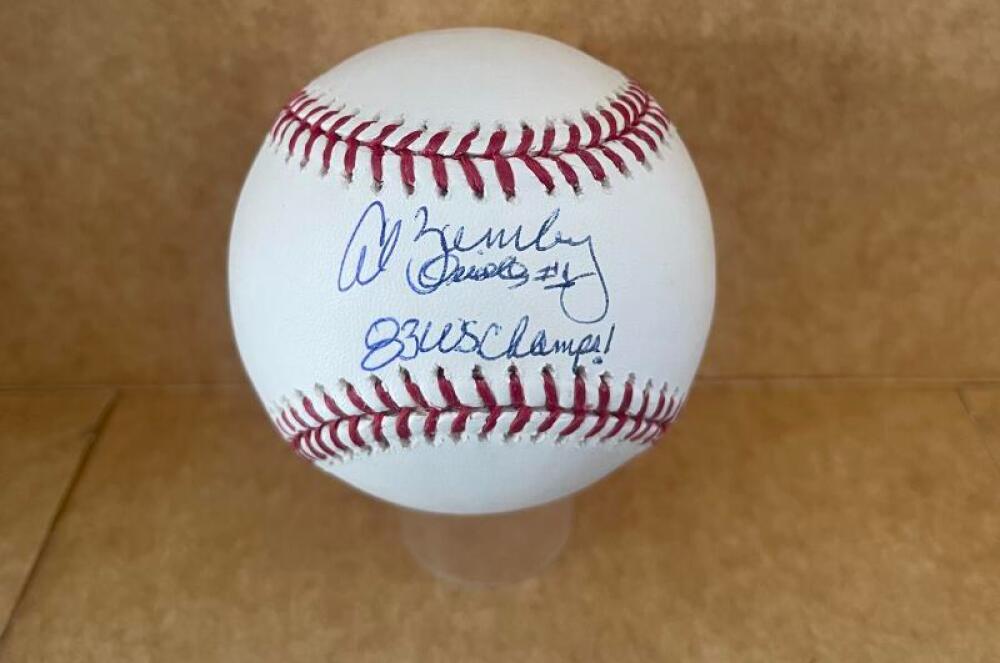 Al Bumbry
Orioles #1
83 WS Champs!